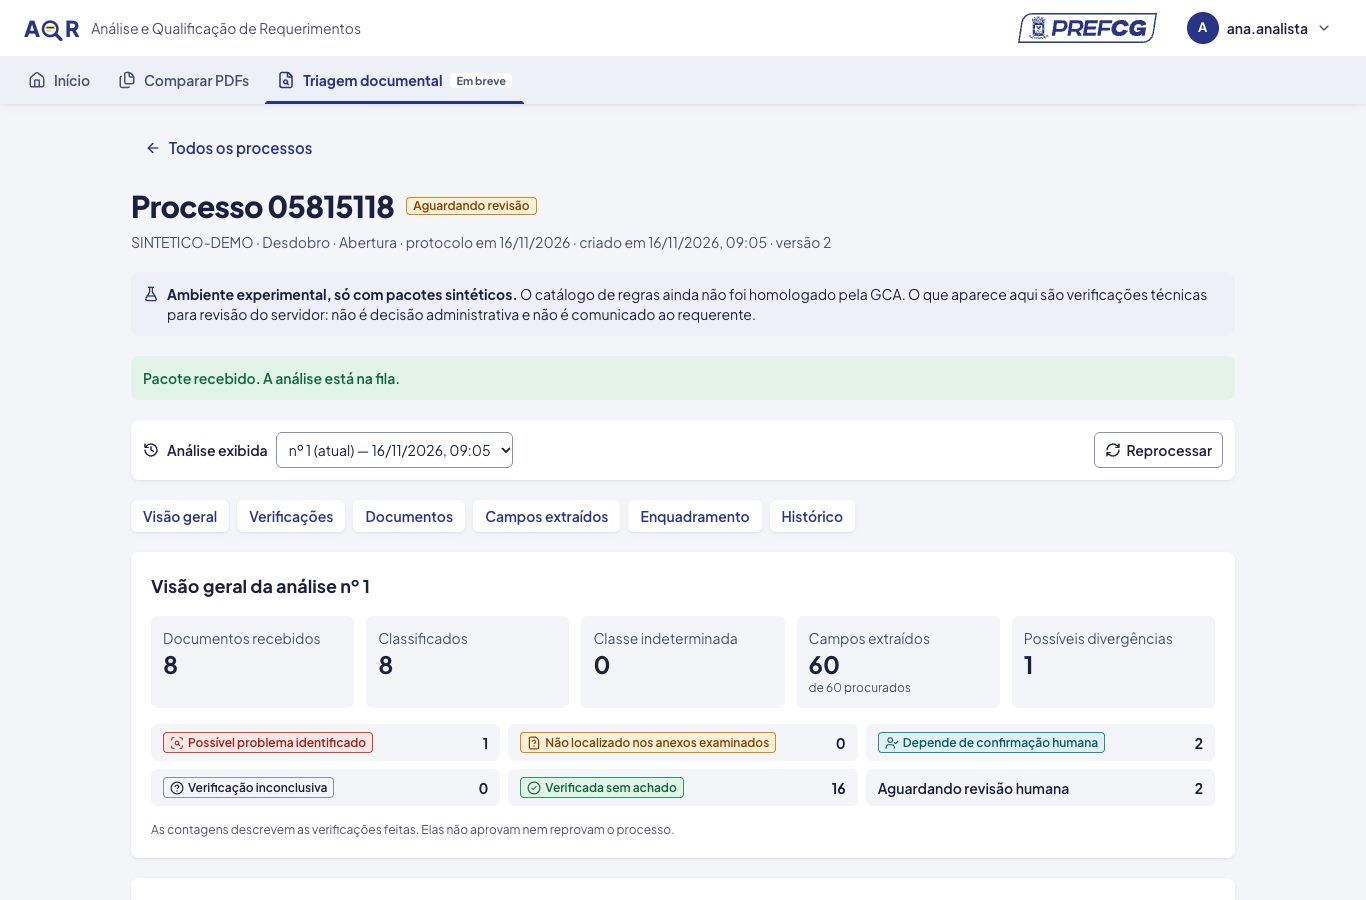 AQR Análise e Qualificação de Requerimentos
PREFCG
A ana.analista
Início
Comparar PDFs
Triagem documental Em breve
Todos os processos
Processo 05815118 Aguardando revisão
SINTETICO-DEMO · Desdobro · Abertura · protocolo em 16/11/2026 · criado em 16/11/2026, 09:05 · versão 2
Ambiente experimental, só com pacotes sintéticos. O catálogo de regras ainda não foi homologado pela GCA. O que aparece aqui são verificações técnicas
para revisão do servidor: não é decisão administrativa e não é comunicado ao requerente.
Pacote recebido. A análise está na fila.
Análise exibida nº 1 (atual) — 16/11/2026, 09:05
Reprocessar
Visão geral
Verificações
Documentos
Campos extraídos
Enquadramento
Histórico
Visão geral da análise nº 1
Documentos recebidos
8
Classificados
8
Classe indeterminada
0
Campos extraídos
60
de 60 procurados
Possíveis divergências
1
Possível problema identificado 1
Não localizado nos anexos examinados 0
Depende de confirmação humana 2
Verificação inconclusiva 0
Verificada sem achado 16
Aguardando revisão humana 2
As contagens descrevem as verificações feitas. Elas não aprovam nem reprovam o processo.